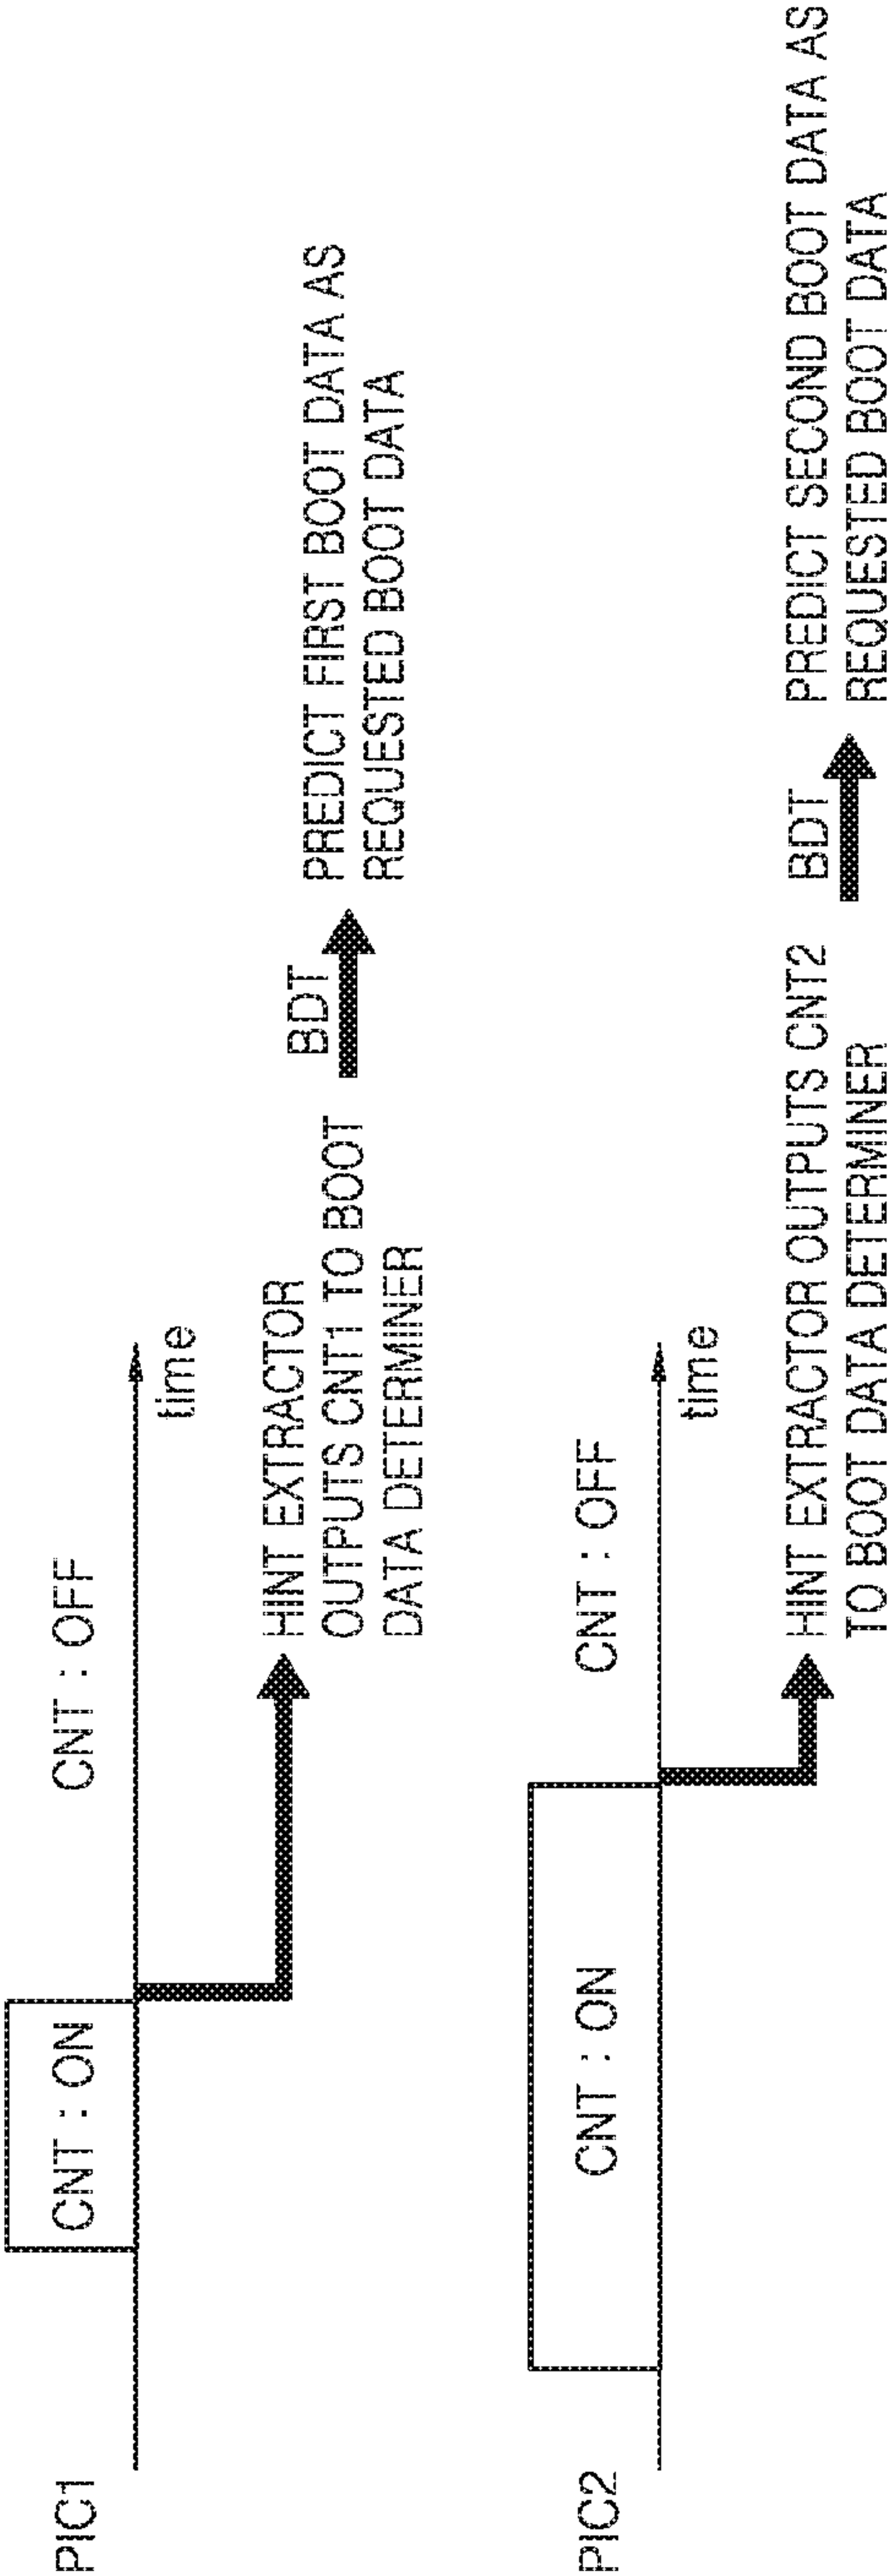 PIC1
CNT : ON
CNT : OFF
time
HINT EXTRACTOR
OUTPUTS CNT1 TO BOOT
DATA DETERMINER
BDT
PREDICT FIRST BOOT DATA AS
REQUESTED BOOT DATA
PIC2
CNT : ON
CNT : OFF
time
HINT EXTRACTOR OUTPUTS CNT2
TO BOOT DATA DETERMINER
BDT
PREDICT SECOND BOOT DATA AS
REQUESTED BOOT DATA